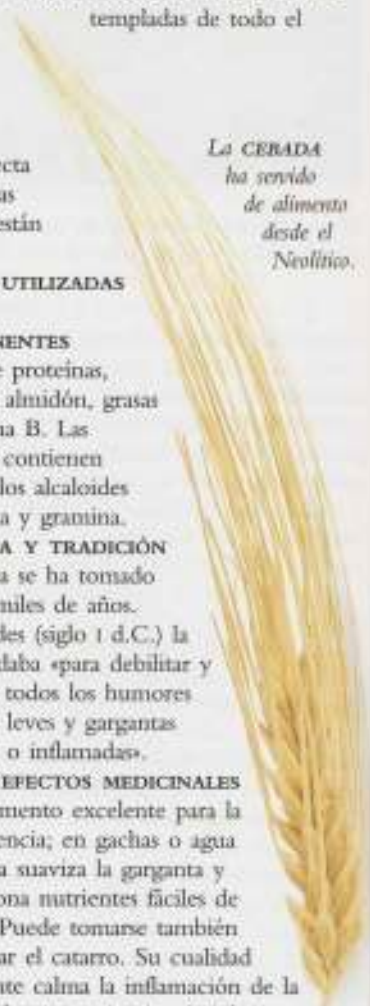 templadas de todo el
La CEBADA
ha servido
de alimento
desde el
Neolítico.
ecta
as
están
UTILIZADAS
NENTES
e proteínas,
almidón, grasas
na B. Las
contienen
los alcaloides
a y gramina.
A Y TRADICIÓN
a se ha tomado
miles de años.
des (siglo I d.C.) la
daba «para debilitar y
todos los humores
leves y gargantas
o inflamadas».
EFECTOS MEDICINALES
mento excelente para la
encia; en gachas o agua
a suaviza la garganta y
ona nutrientes fáciles de
Puede tomarse también
ar el catarro. Su cualidad
nte calma la inflamación de la